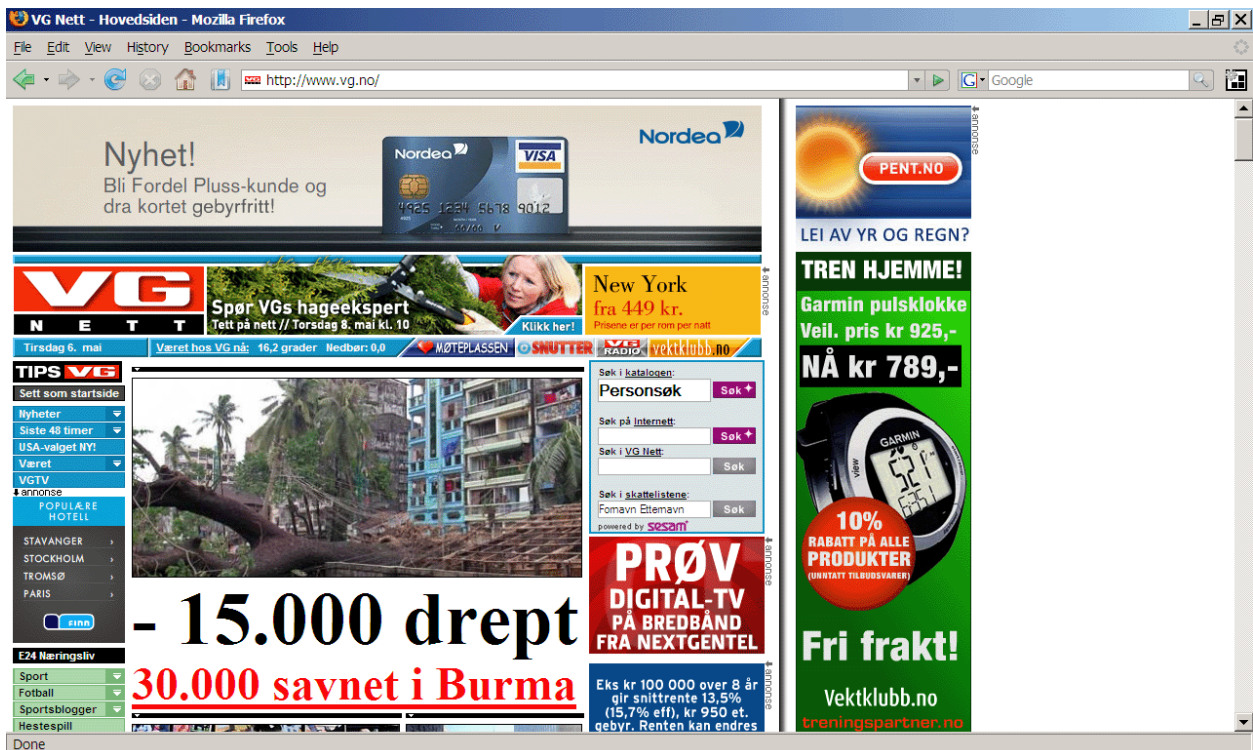 VG Nett - Hovedsiden - Mozilla Firefox
File Edit View History Bookmarks Tools Help
http://www.vg.no/
Google
Nyhet!
Bli Fordel Pluss-kunde og
dra kortet gebyrfritt!
Nordea
VISA
4925 1234 5678 9012
00/00 V
Nordea
annonse
PENT.NO
LEI AV YR OG REGN?
VG
NETT
Spør VGs hageekspert
Tett på nett // Torsdag 8. mai kl. 10
Klikk her!
New York
fra 449 kr.
Prisene er per rom per natt
annonse
Tirsdag 6. mai
Været hos VG nå: 16,2 grader Nedbør: 0,0
MØTEPLASSEN
SNUTTER
VG RADIO
vektklubb.no
TIPS VG
Sett som startside
Nyheter
Siste 48 timer
USA-valget NY!
Været
VGTV
annonse
POPULÆRE
HOTELL
STAVANGER
STOCKHOLM
TROMSØ
PARIS
FINN
E24 Næringsliv
Sport
Fotball
Sportsblogger
Hestespill
- 15.000 drept
30.000 savnet i Burma
Søk i katalogen:
Personsøk Søk
Søk på Internett:
Søk
Søk i VG Nett:
Søk
Søk i skattelistene:
Fornavn Etternavn Søk
powered by sesam
annonse
PRØV
DIGITAL-TV
PÅ BREDBÅND
FRA NEXTGENTEL
annonse
Eks kr 100 000 over 8 år
gir snittrente 13,5%
(15,7% eff), kr 950 et.
gebyr. Renten kan endres
TREN HJEMME!
Garmin pulsklokke
Veil. pris kr 925,-
NÅ kr 789,-
GARMIN
view
10%
RABATT PÅ ALLE
PRODUKTER
(UNNTATT TILBUDSVARER)
Fri frakt!
Vektklubb.no
treningspartner.no
Done